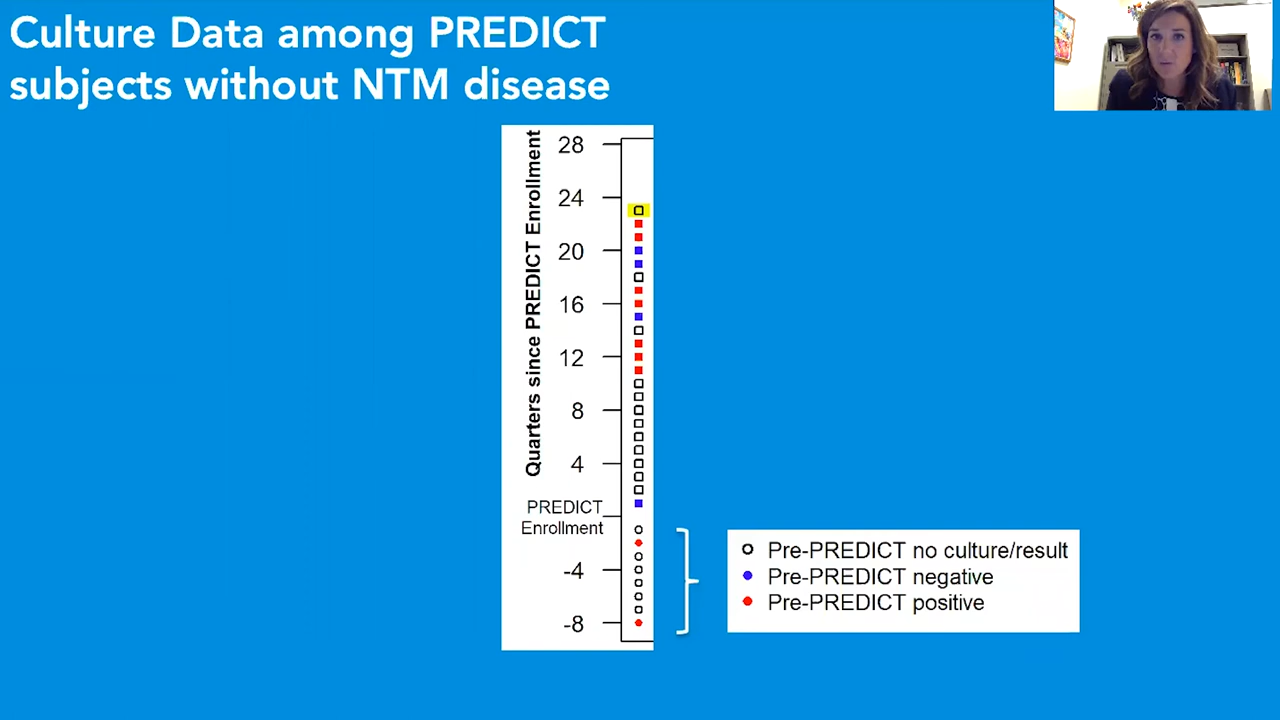 Culture Data among PREDICT
subjects without NTM disease
Quarters since PREDICT Enrollment
28
24
20
16
12
8
4
PREDICT
Enrollment
-4
-8
Pre-PREDICT no culture/result
Pre-PREDICT negative
Pre-PREDICT positive